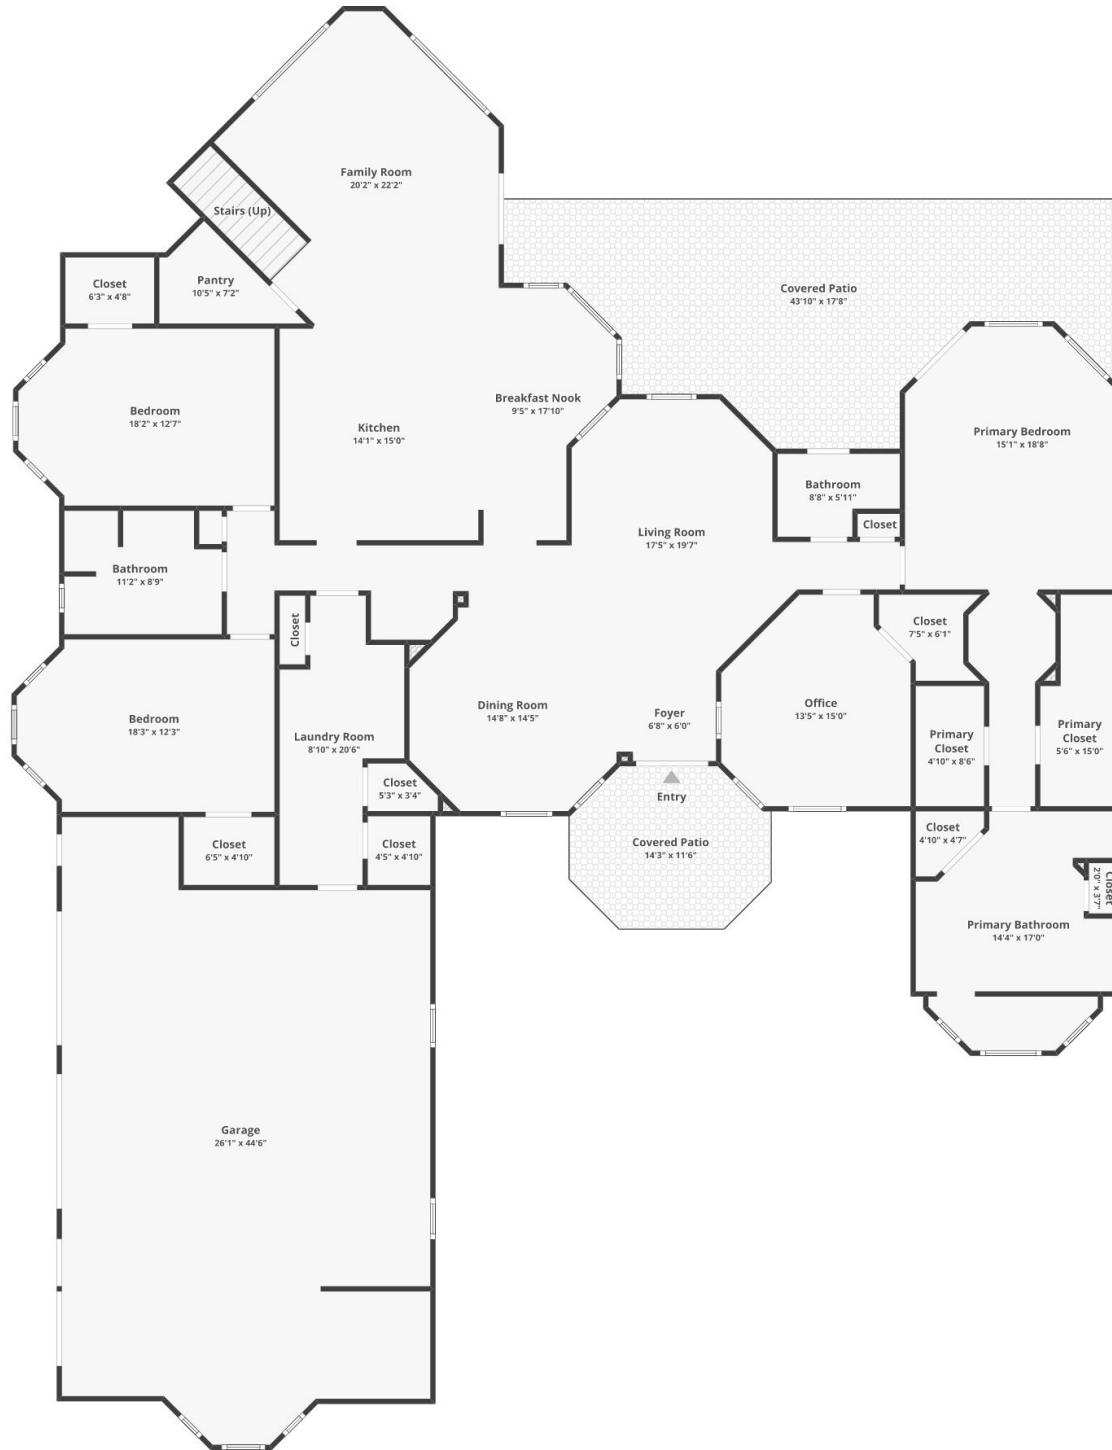 Family Room
20'2" x 22'2"
Stairs (Up)
Closet
6'3" x 4'8"
Pantry
10'5" x 7'2"
Covered Patio
43'10" x 17'8"
Bedroom
18'2" x 12'7"
Breakfast Nook
9'5" x 17'10"
Kitchen
14'1" x 15'0"
Primary Bedroom
15'1" x 18'8"
Bathroom
8'8" x 5'11"
Closet
Living Room
17'5" x 19'7"
Bathroom
11'2" x 8'9"
Closet
Closet
7'5" x 6'1"
Bedroom
18'3" x 12'3"
Laundry Room
8'10" x 20'6"
Dining Room
14'8" x 14'5"
Foyer
6'8" x 6'0"
Office
13'5" x 15'0"
Primary
Closet
4'10" x 8'6"
Primary
Closet
5'6" x 15'0"
Closet
5'3" x 3'4"
Entry
Closet
6'5" x 4'10"
Closet
4'5" x 4'10"
Covered Patio
14'3" x 11'6"
Closet
4'10" x 4'7"
Closet
2'0" x 3'7"
Primary Bathroom
14'4" x 17'0"
Garage
26'1" x 44'6"